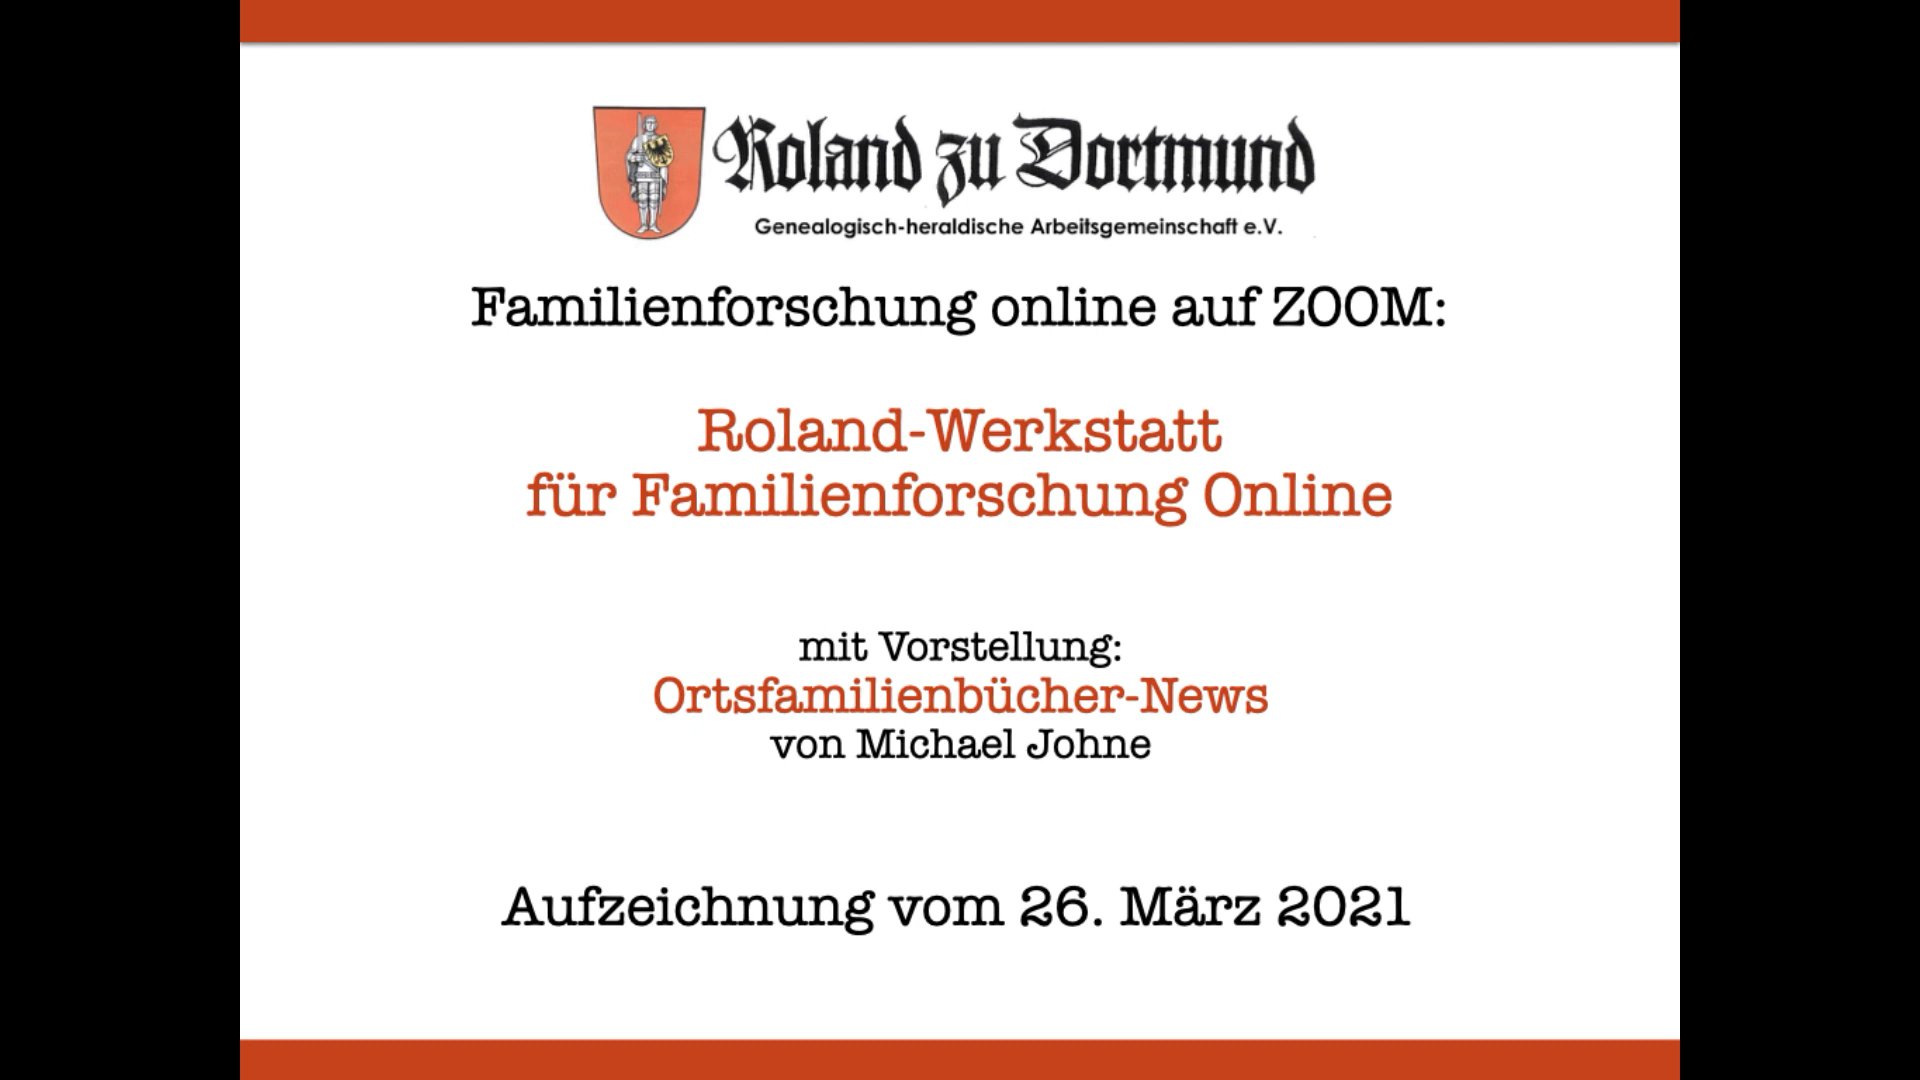 Roland zu Dortmund
Genealogisch-heraldische Arbeitsgemeinschaft e.V.
Familienforschung online auf ZOOM:
Roland-Werkstatt
für Familienforschung Online
mit Vorstellung:
Ortsfamilienbücher-News
von Michael Johne
Aufzeichnung vom 26. März 2021